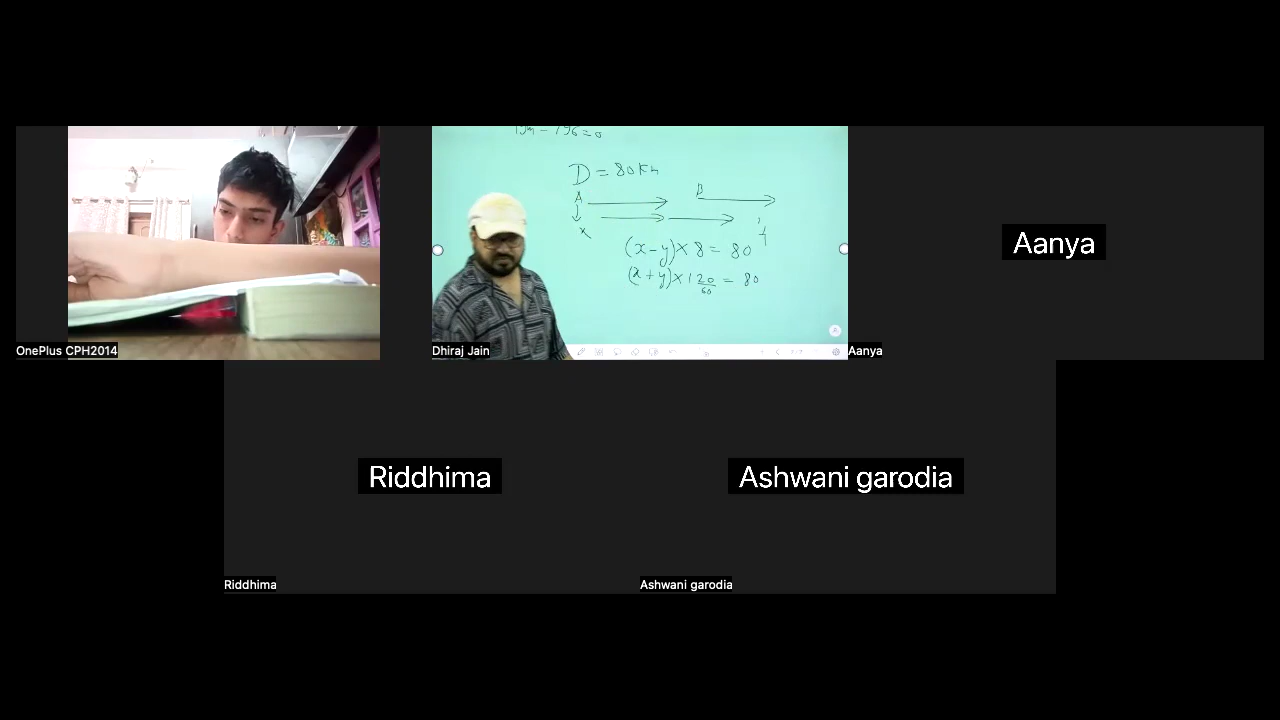 D = 80 Km
A B
x y
(x-y)×8 = 80
(x+y)×1 20/60 = 80
OnePlus CPH2014
Dhiraj Jain
Aanya
Aanya
Riddhima
Ashwani garodia
Riddhima
Ashwani garodia